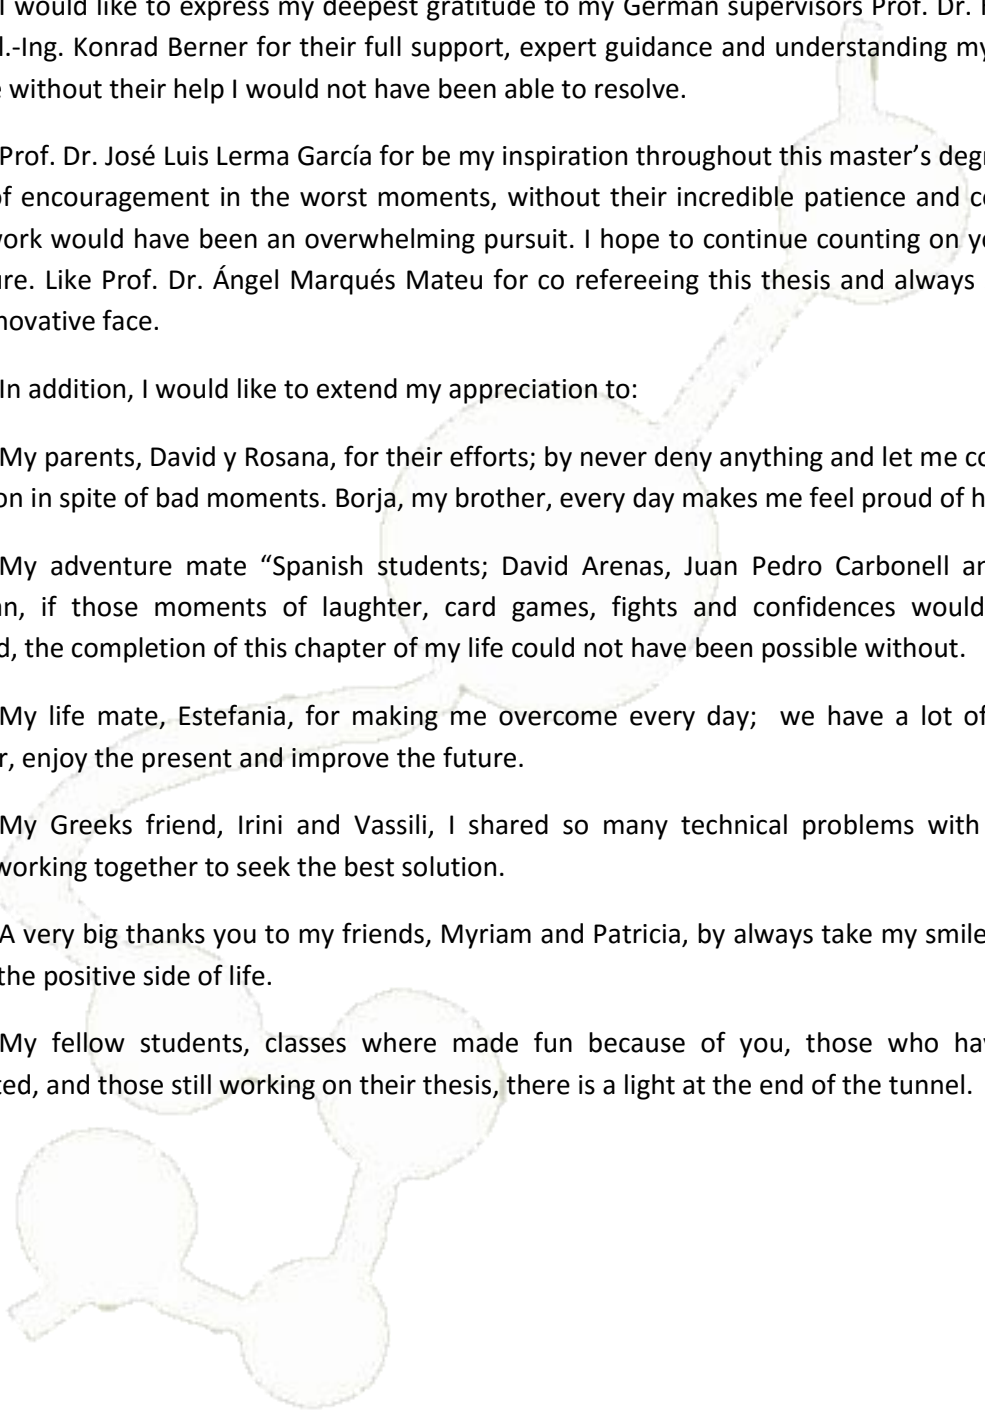 I would like to express my deepest gratitude to my German supervisors Prof. Dr.
.-Ing. Konrad Berner for their full support, expert guidance and understanding my
without their help I would not have been able to resolve.
Prof. Dr. José Luis Lerma García for be my inspiration throughout this master’s
of encouragement in the worst moments, without their incredible patience and
work would have been an overwhelming pursuit. I hope to continue counting on
Like Prof. Dr. Ángel Marqués Mateu for co refereeing this thesis and always
face.
In addition, I would like to extend my appreciation to:
My parents, David y Rosana, for their efforts; by never deny anything and let me
in spite of bad moments. Borja, my brother, every day makes me feel proud of
My adventure mate “Spanish students; David Arenas, Juan Pedro Carbonell
if those moments of laughter, card games, fights and confidences would
the completion of this chapter of my life could not have been possible without.
My life mate, Estefania, for making me overcome every day; we have a lot of
enjoy the present and improve the future.
My Greeks friend, Irini and Vassili, I shared so many technical problems with
working together to seek the best solution.
A very big thanks you to my friends, Myriam and Patricia, by always take my smile
the positive side of life.
My fellow students, classes where made fun because of you, those who
and those still working on their thesis, there is a light at the end of the tunnel.